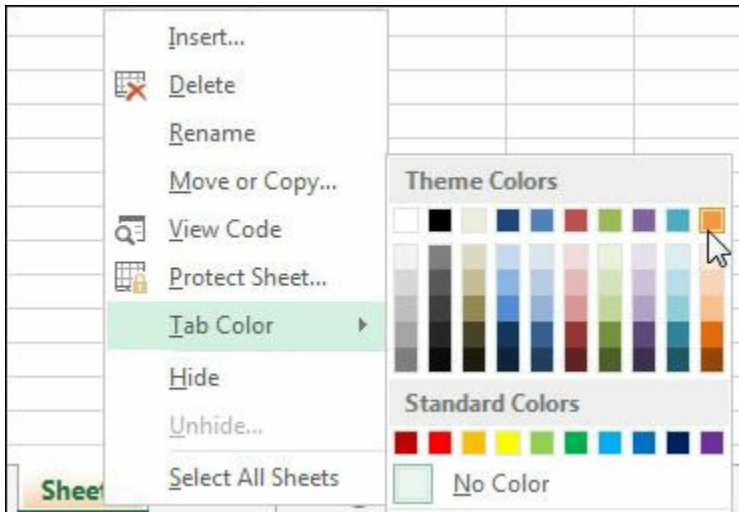 Insert...
Delete
Rename
Move or Copy...
View Code
Protect Sheet...
Tab Color
Hide
Unhide...
Select All Sheets
Theme Colors
Standard Colors
No Color